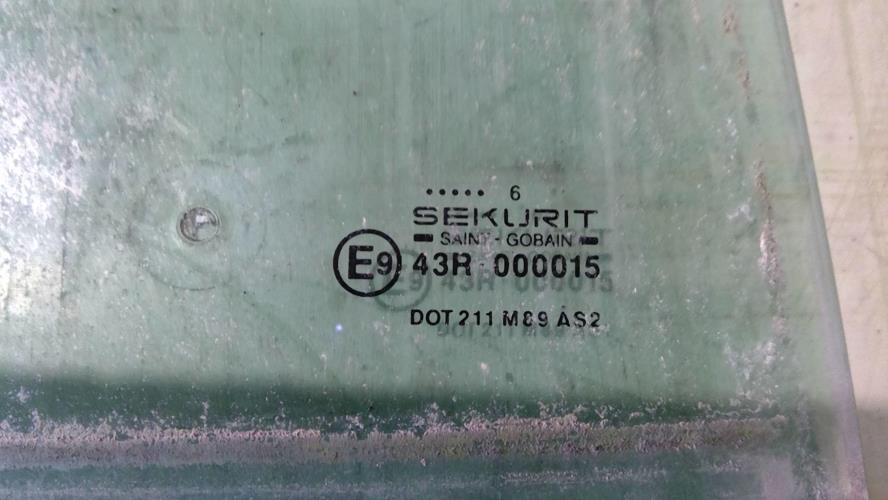 ..... 6
SEKURIT
SAINT-GOBAIN
E9 43R-000015
DOT 211 M89 AS2